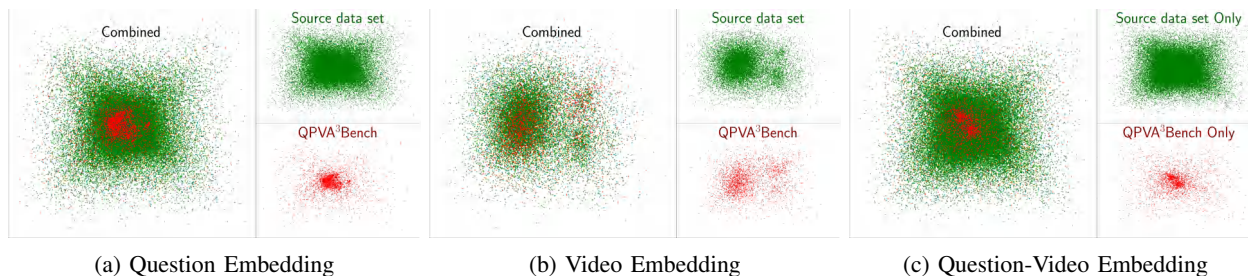 Combined
Source data set
QPVA³Bench
Combined
Source data set
QPVA³Bench
Combined
Source data set Only
QPVA³Bench Only
(a) Question Embedding
(b) Video Embedding
(c) Question-Video Embedding